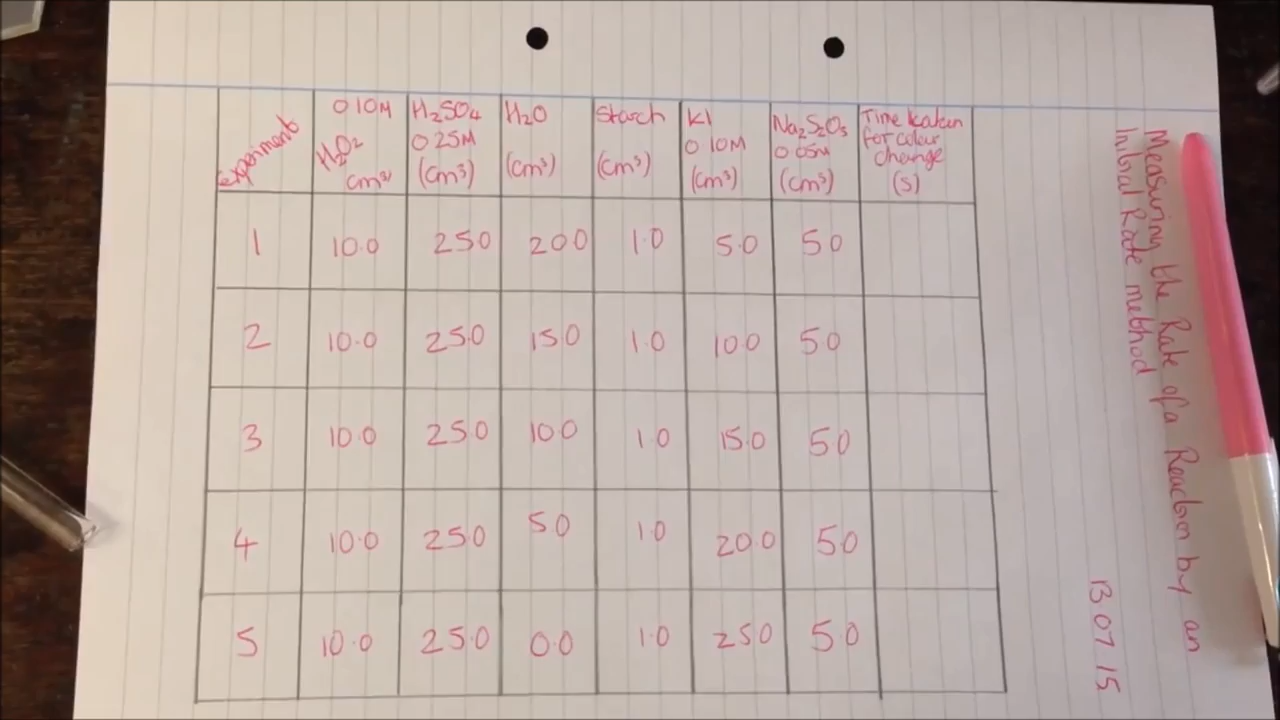 Measuring the Rate of a Reaction by an
Initial Rate method
13.07.15
experiment
0.10M
H₂O₂
cm³
H₂SO₄
0.25M
(cm³)
H₂O
(cm³)
Starch
(cm³)
KI
0.10M
(cm³)
Na₂S₂O₃
0.05M
(cm³)
Time taken
for colour
change
(s)
1 10.0 25.0 20.0 1.0 5.0 5.0
2 10.0 25.0 15.0 1.0 10.0 5.0
3 10.0 25.0 10.0 1.0 15.0 5.0
4 10.0 25.0 5.0 1.0 20.0 5.0
5 10.0 25.0 0.0 1.0 25.0 5.0